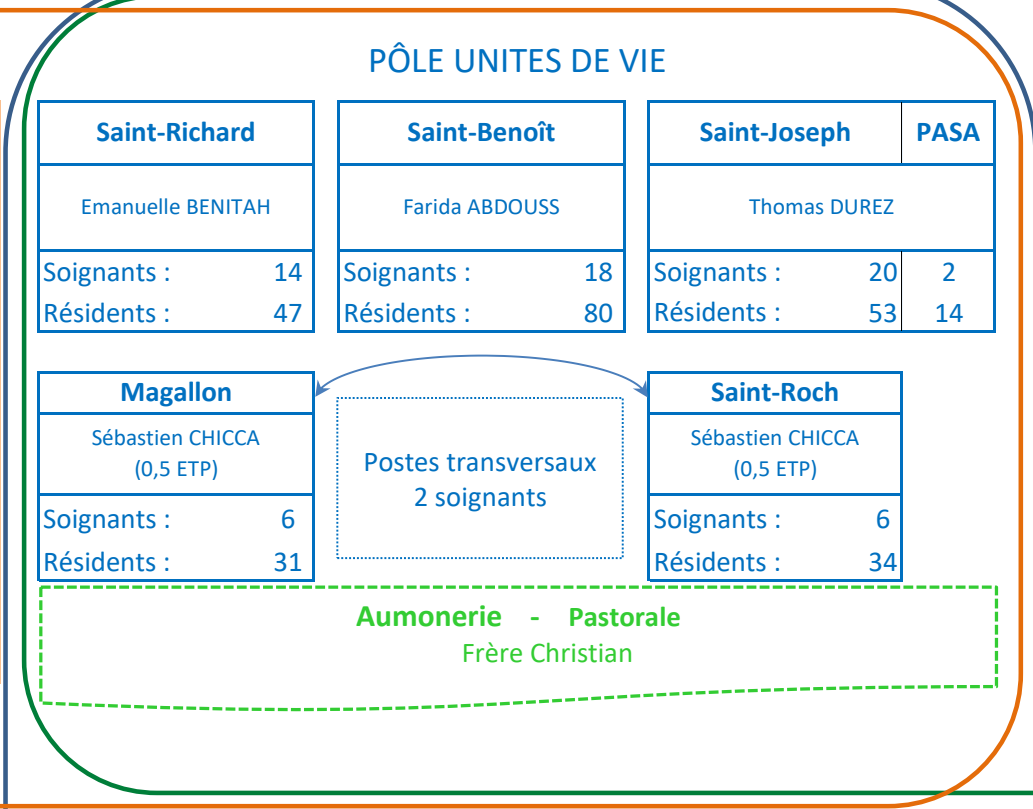 PÔLE UNITES DE VIE
Saint-Richard
Emanuelle BENITAH
Soignants : 14
Résidents : 47
Saint-Benoît
Farida ABDOUSS
Soignants : 18
Résidents : 80
Saint-Joseph PASA
Thomas DUREZ
Soignants : 20 2
Résidents : 53 14
Magallon
Sébastien CHICCA
(0,5 ETP)
Soignants : 6
Résidents : 31
Postes transversaux
2 soignants
Saint-Roch
Sébastien CHICCA
(0,5 ETP)
Soignants : 6
Résidents : 34
Aumonerie - Pastorale
Frère Christian